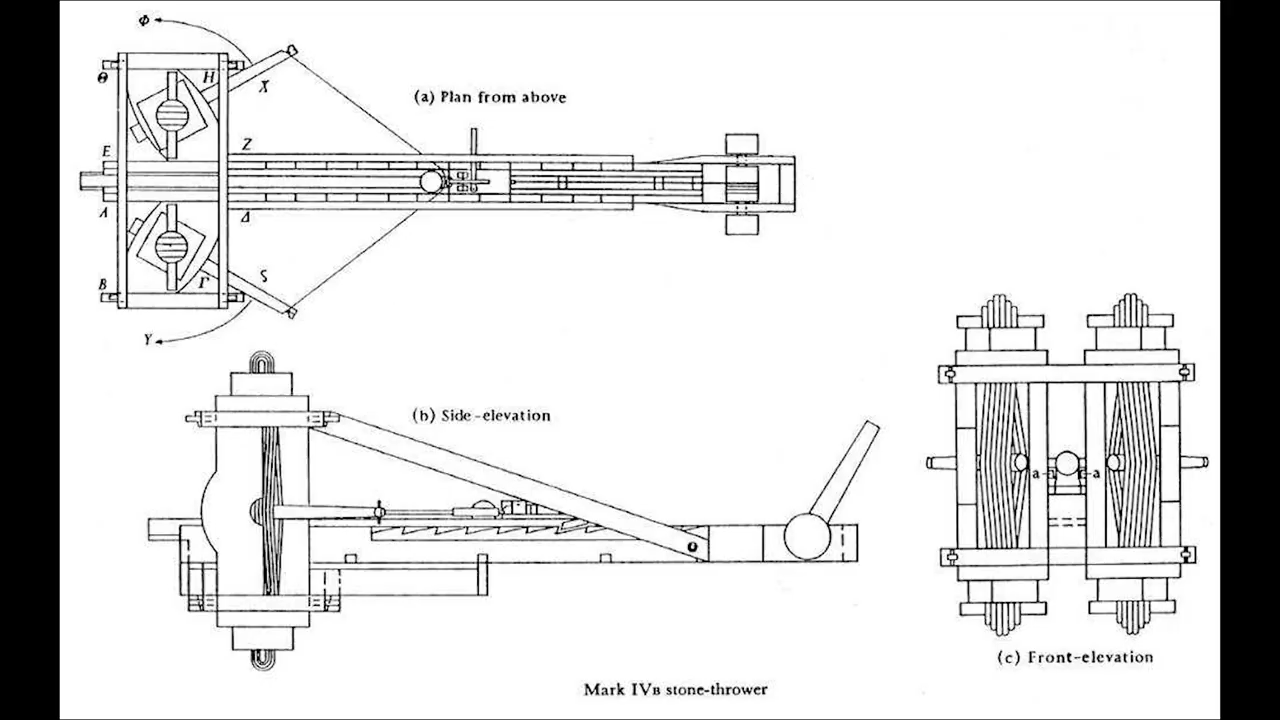 Φ
Θ H X
(a) Plan from above
E Z
Λ Δ
B Γ ς
Y
(b) Side-elevation
a a
(c) Front-elevation
Mark IVB stone-thrower